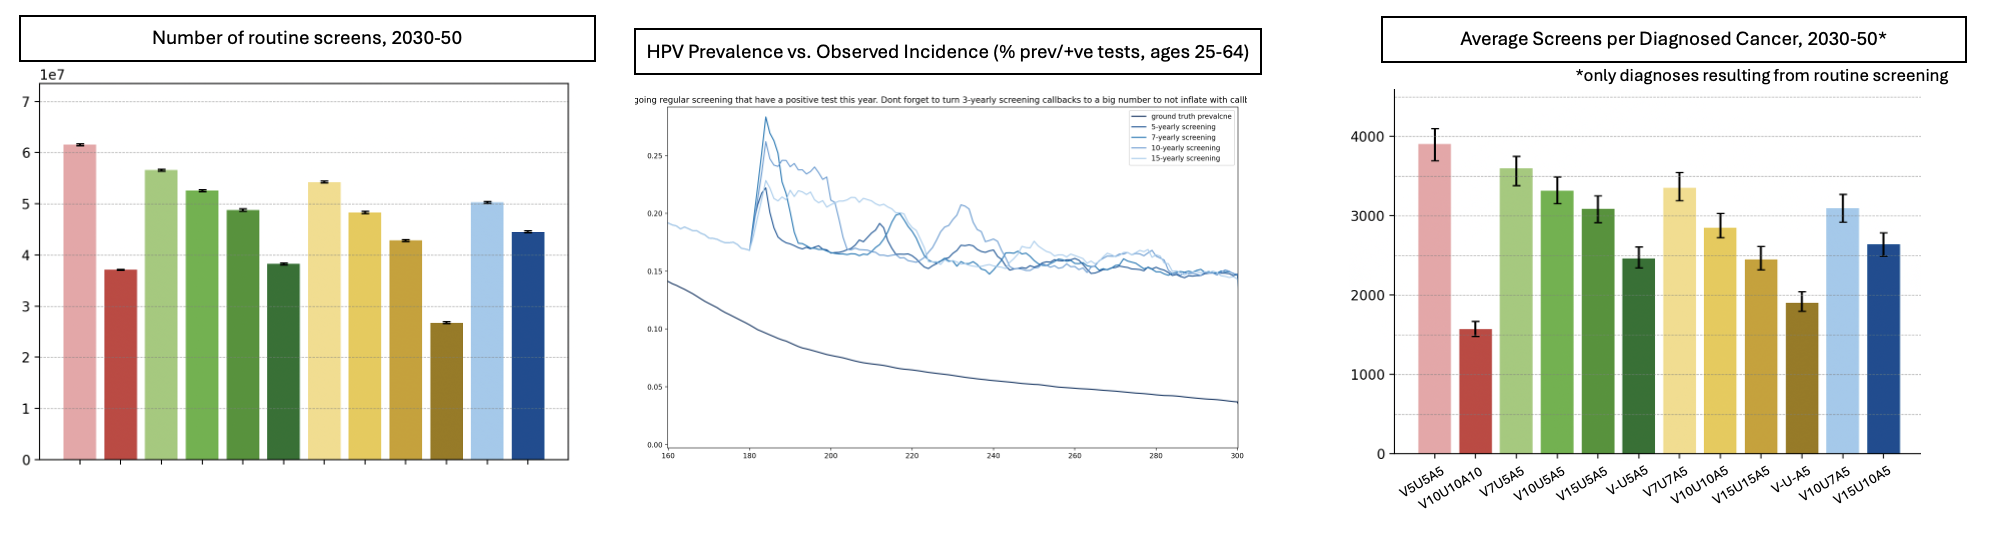 Number of routine screens, 2030-50
1e7
7
6
5
4
3
2
1
0
HPV Prevalence vs. Observed Incidence (% prev/+ve tests, ages 25-64)
going regular screening that have a positive test this year. Dont forget to turn 3-yearly screening callbacks to a big number to not inflate with callb
ground truth prevalcne
5-yearly screening
7-yearly screening
10-yearly screening
15-yearly screening
0.25
0.20
0.15
0.10
0.05
0.00
160 180 200 220 240 260 280 300
Average Screens per Diagnosed Cancer, 2030-50*
*only diagnoses resulting from routine screening
4000
3000
2000
1000
0
V5U5A5 V10U10A10 V7U5A5 V10U5A5 V15U5A5 V-U5A5 V7U7A5 V10U10A5 V15U15A5 V-U-A5 V10U7A5 V15U10A5